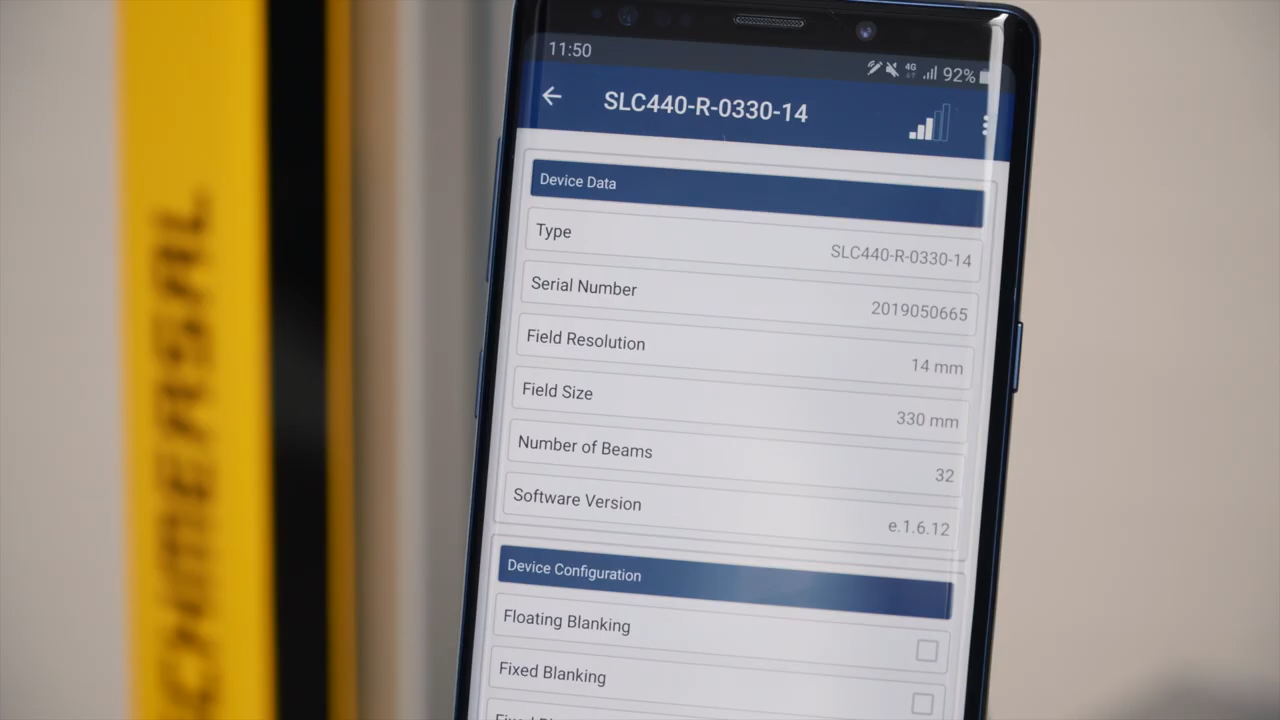 11:50
4G
92%
SLC440-R-0330-14
Device Data
Type
SLC440-R-0330-14
Serial Number
2019050665
Field Resolution
14 mm
Field Size
330 mm
Number of Beams
32
Software Version
e.1.6.12
Device Configuration
Floating Blanking
Fixed Blanking
SCHMERSAL